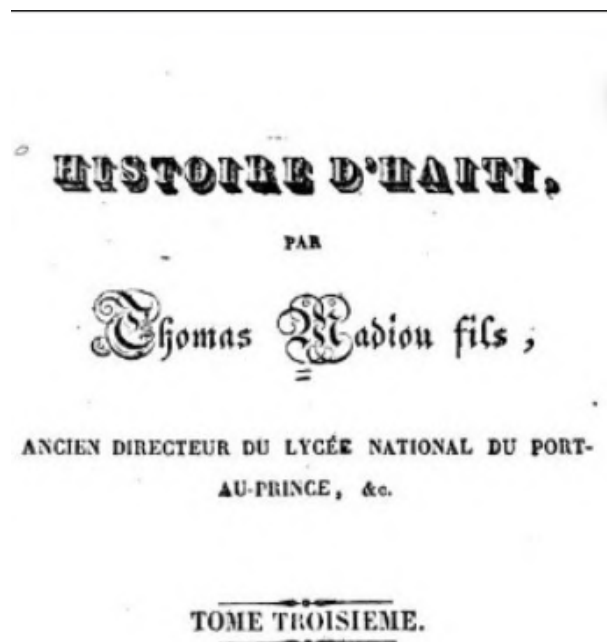 HISTOIRE D'HAITI,
PAR
Thomas Madiou fils,
ANCIEN DIRECTEUR DU LYCÉE NATIONAL DU PORT-
AU-PRINCE, &c.
TOME TROISIEME.